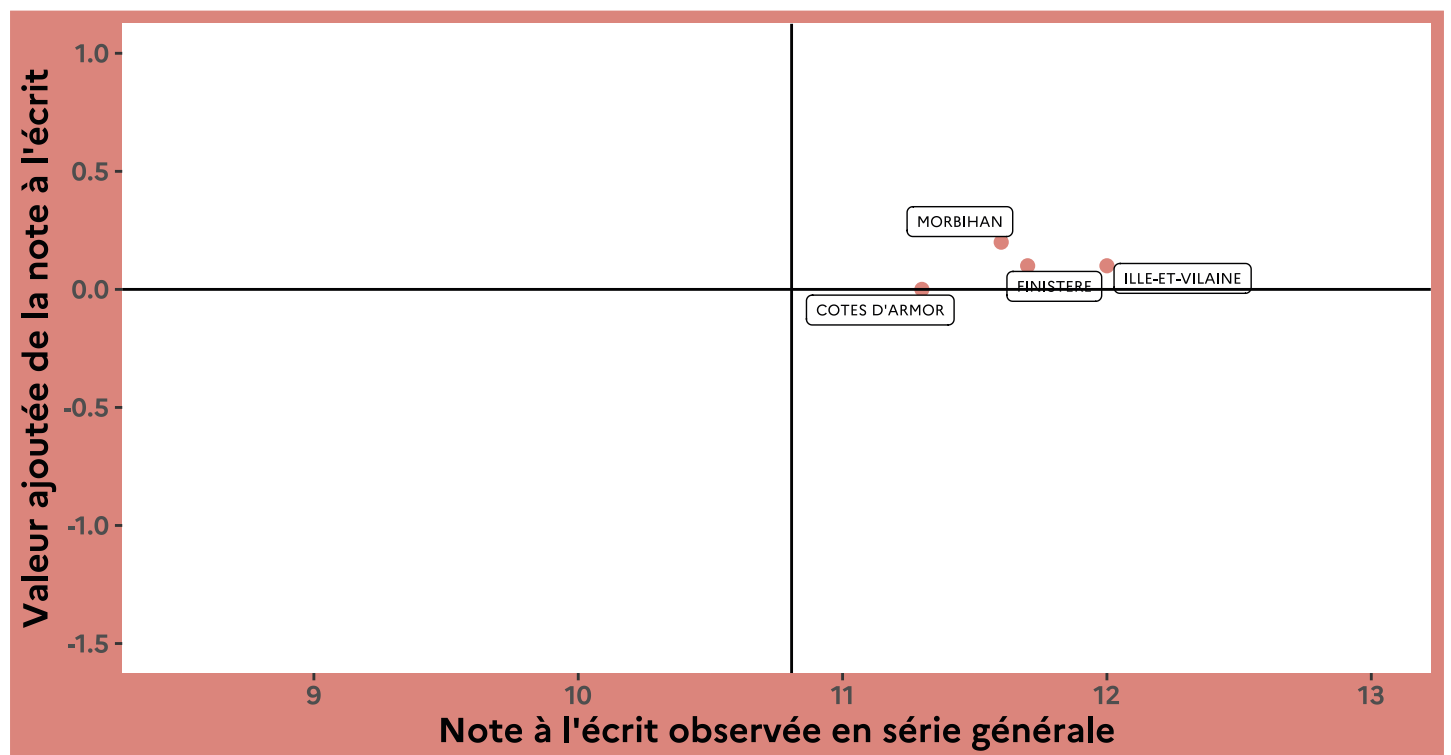 Valeur ajoutée de la note à l'écrit
1.0
0.5
0.0
-0.5
-1.0
-1.5
MORBIHAN
FINISTERE
ILLE-ET-VILAINE
COTES D'ARMOR
9 10 11 12 13
Note à l'écrit observée en série générale